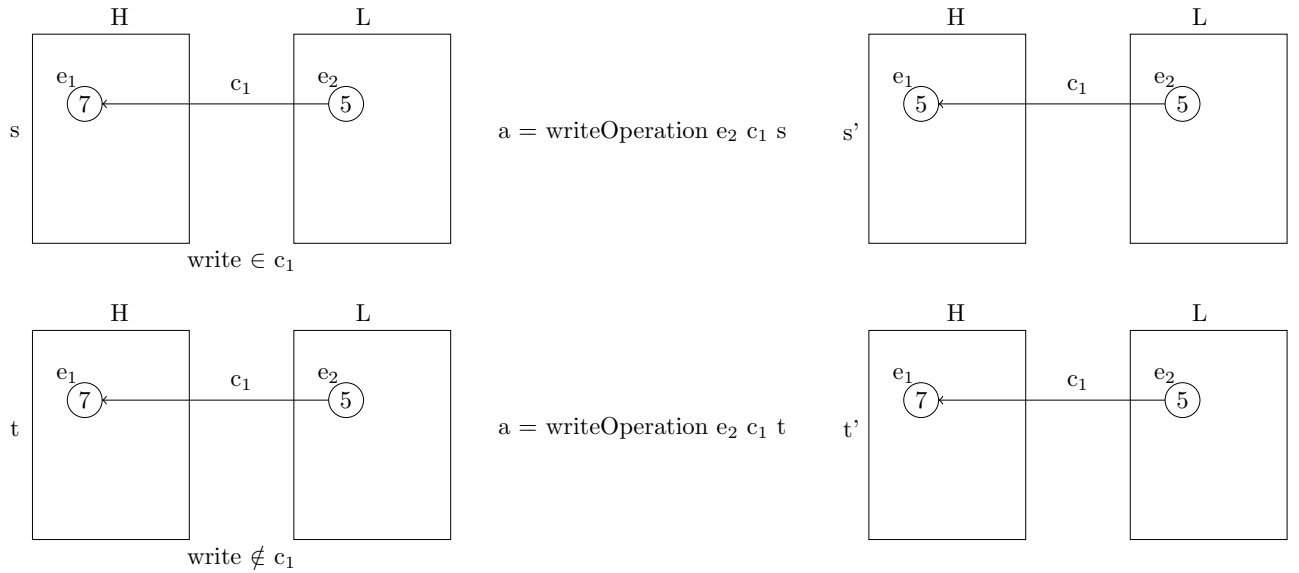 H L H L
e₁ c₁ e₂ e₁ c₁ e₂
7 5 5 5
s a = writeOperation e₂ c₁ s s’
write ∈ c₁
H L H L
e₁ c₁ e₂ e₁ c₁ e₂
7 5 7 5
t a = writeOperation e₂ c₁ t t’
write ∉ c₁